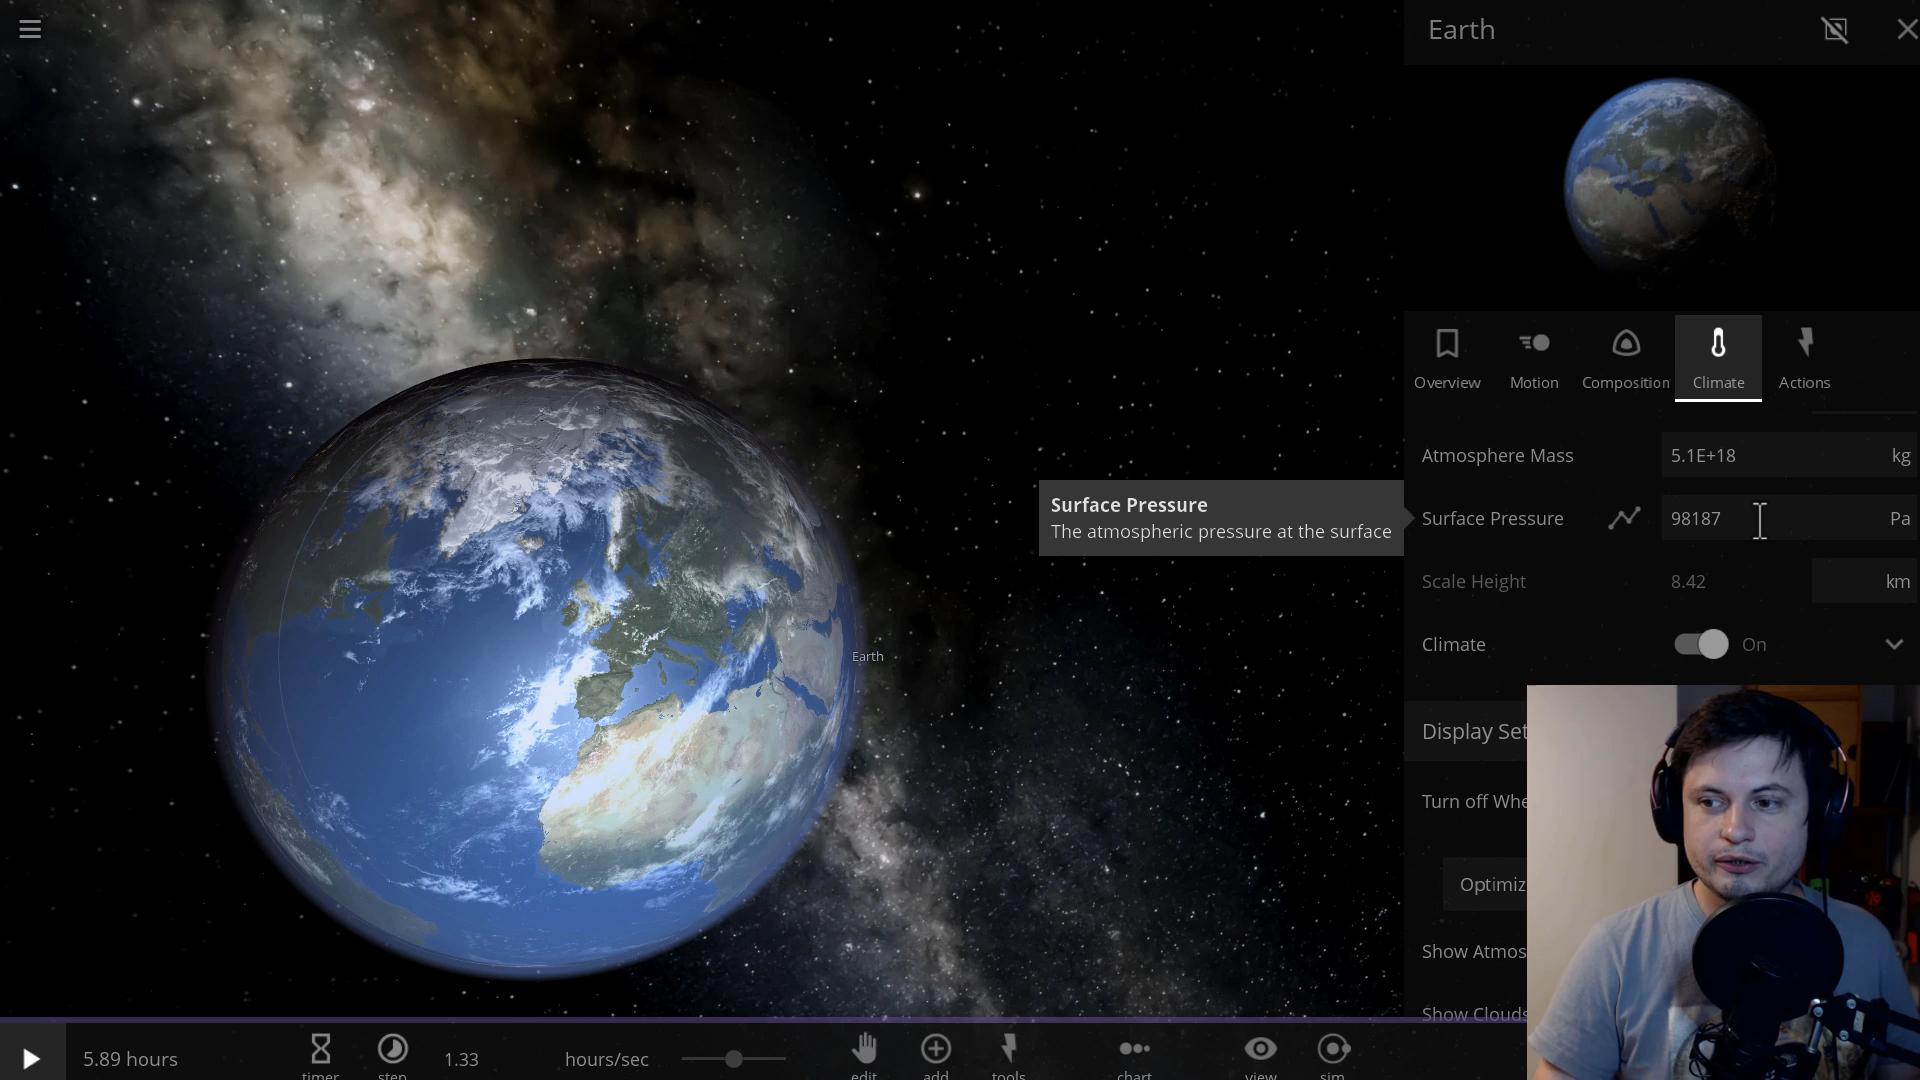 Earth
Overview
Motion
Composition
Climate
Actions
Atmosphere Mass 5.1E+18 kg
Surface Pressure
The atmospheric pressure at the surface
Surface Pressure 98187 Pa
Scale Height 8.42 km
Earth
Climate On
Display Set
Turn off Whe
Optimiz
Show Atmos
Show Clouds
5.89 hours
timer
step
1.33 hours/sec
edit
add
tools
chart
view
sim